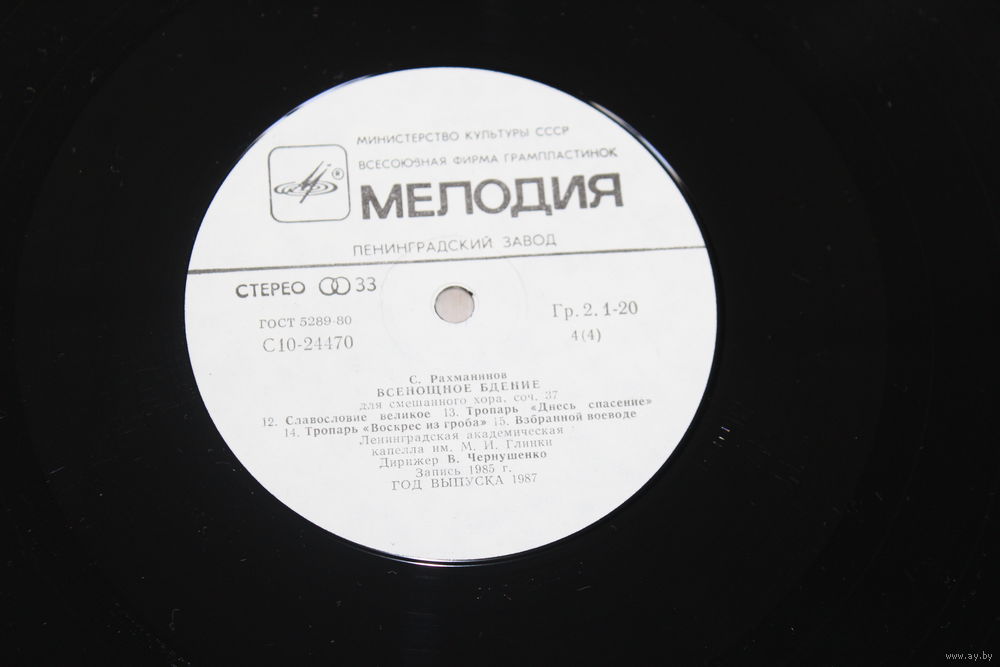 МИНИСТЕРСТВО КУЛЬТУРЫ СССР
ВСЕСОЮЗНАЯ ФИРМА ГРАМПЛАСТИНОК
®
МЕЛОДИЯ
ЛЕНИНГРАДСКИЙ ЗАВОД
СТЕРЕО 33
ГОСТ 5289-80
С10-24470
Гр. 2. 1-20
4(4)
С. Рахманинов
ВСЕНОЩНОЕ БДЕНИЕ
для смешанного хора, соч. 37
12. Славословие великое 13. Тропарь «Днесь спасение»
14. Тропарь «Воскрес из гроба» 15. Взбранной воеводе
Ленинградская академическая
капелла им. М. И. Глинки
Дирижер В. Чернушенко
Запись 1985 г.
ГОД ВЫПУСКА 1987
www.ay.by